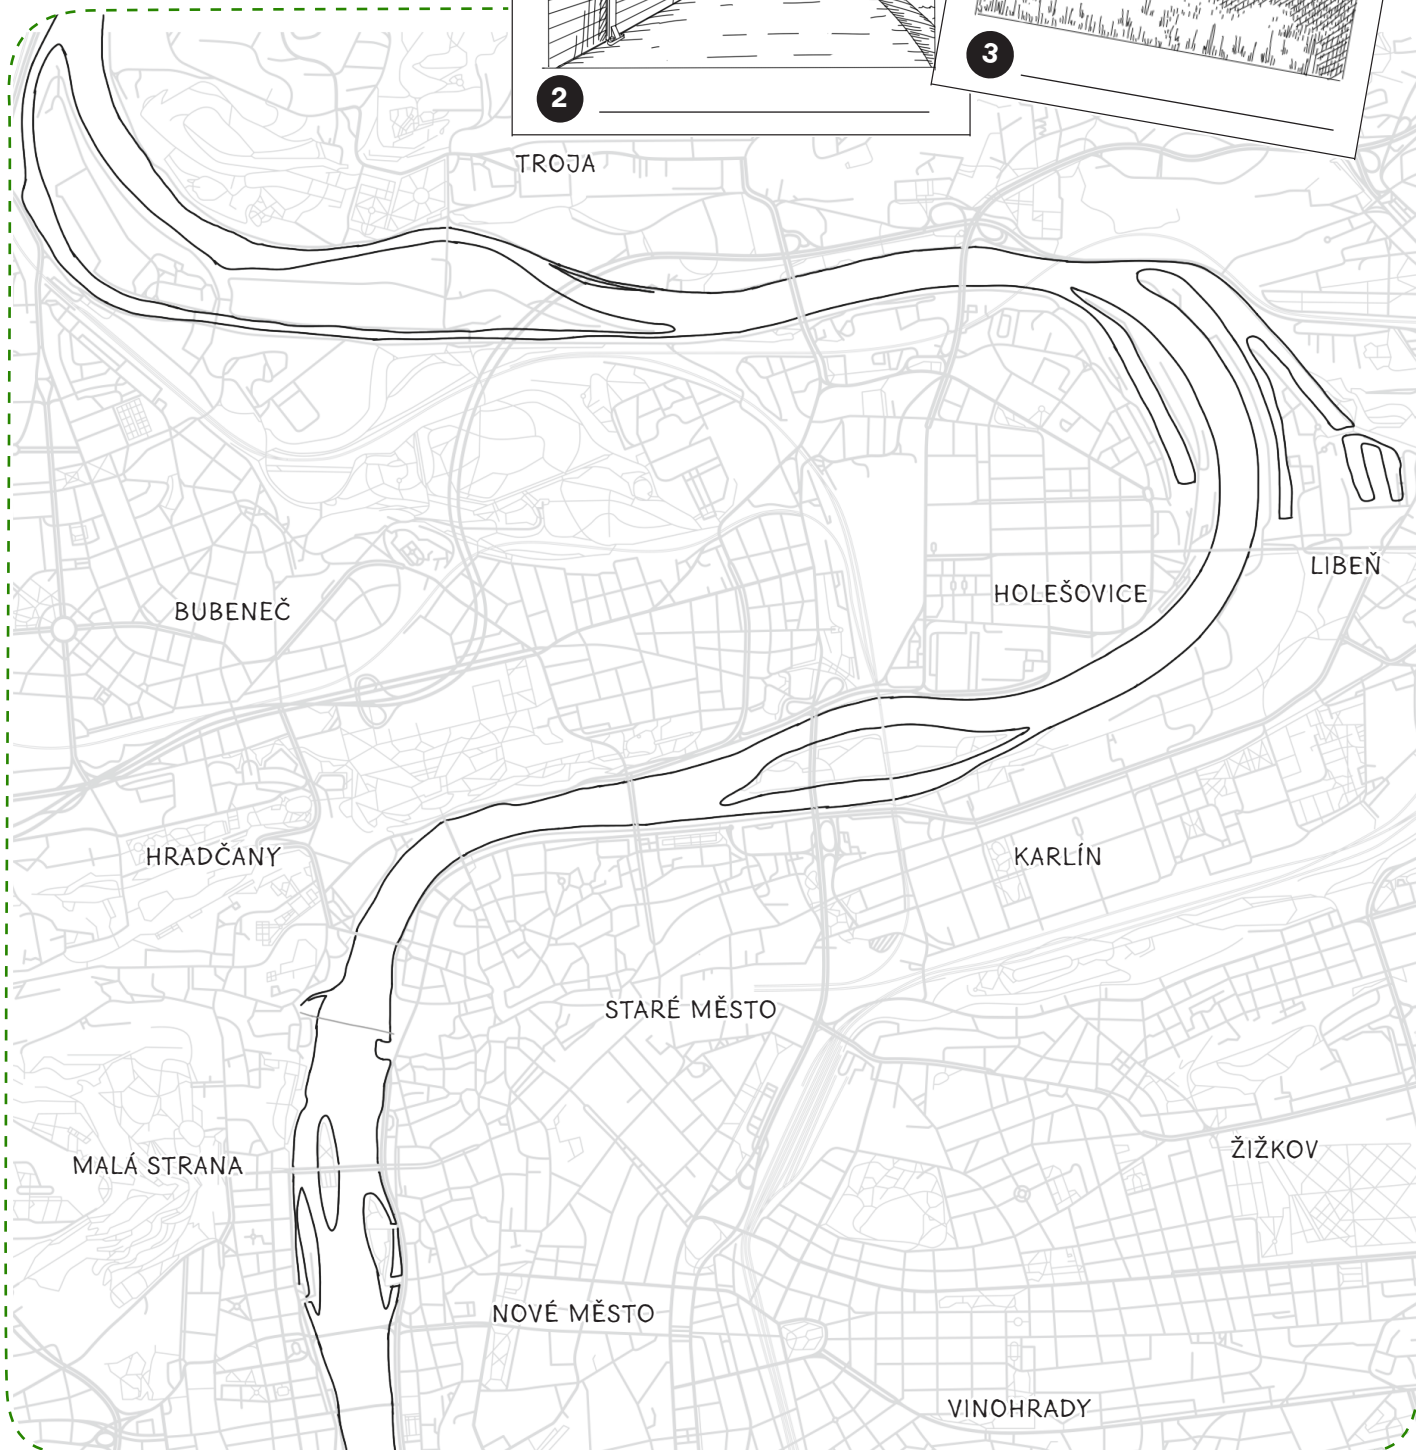 2
3
TROJA
LIBEŇ
HOLEŠOVICE
BUBENEČ
HRADČANY
KARLÍN
STARÉ MĚSTO
ŽIŽKOV
MALÁ STRANA
NOVÉ MĚSTO
VINOHRADY